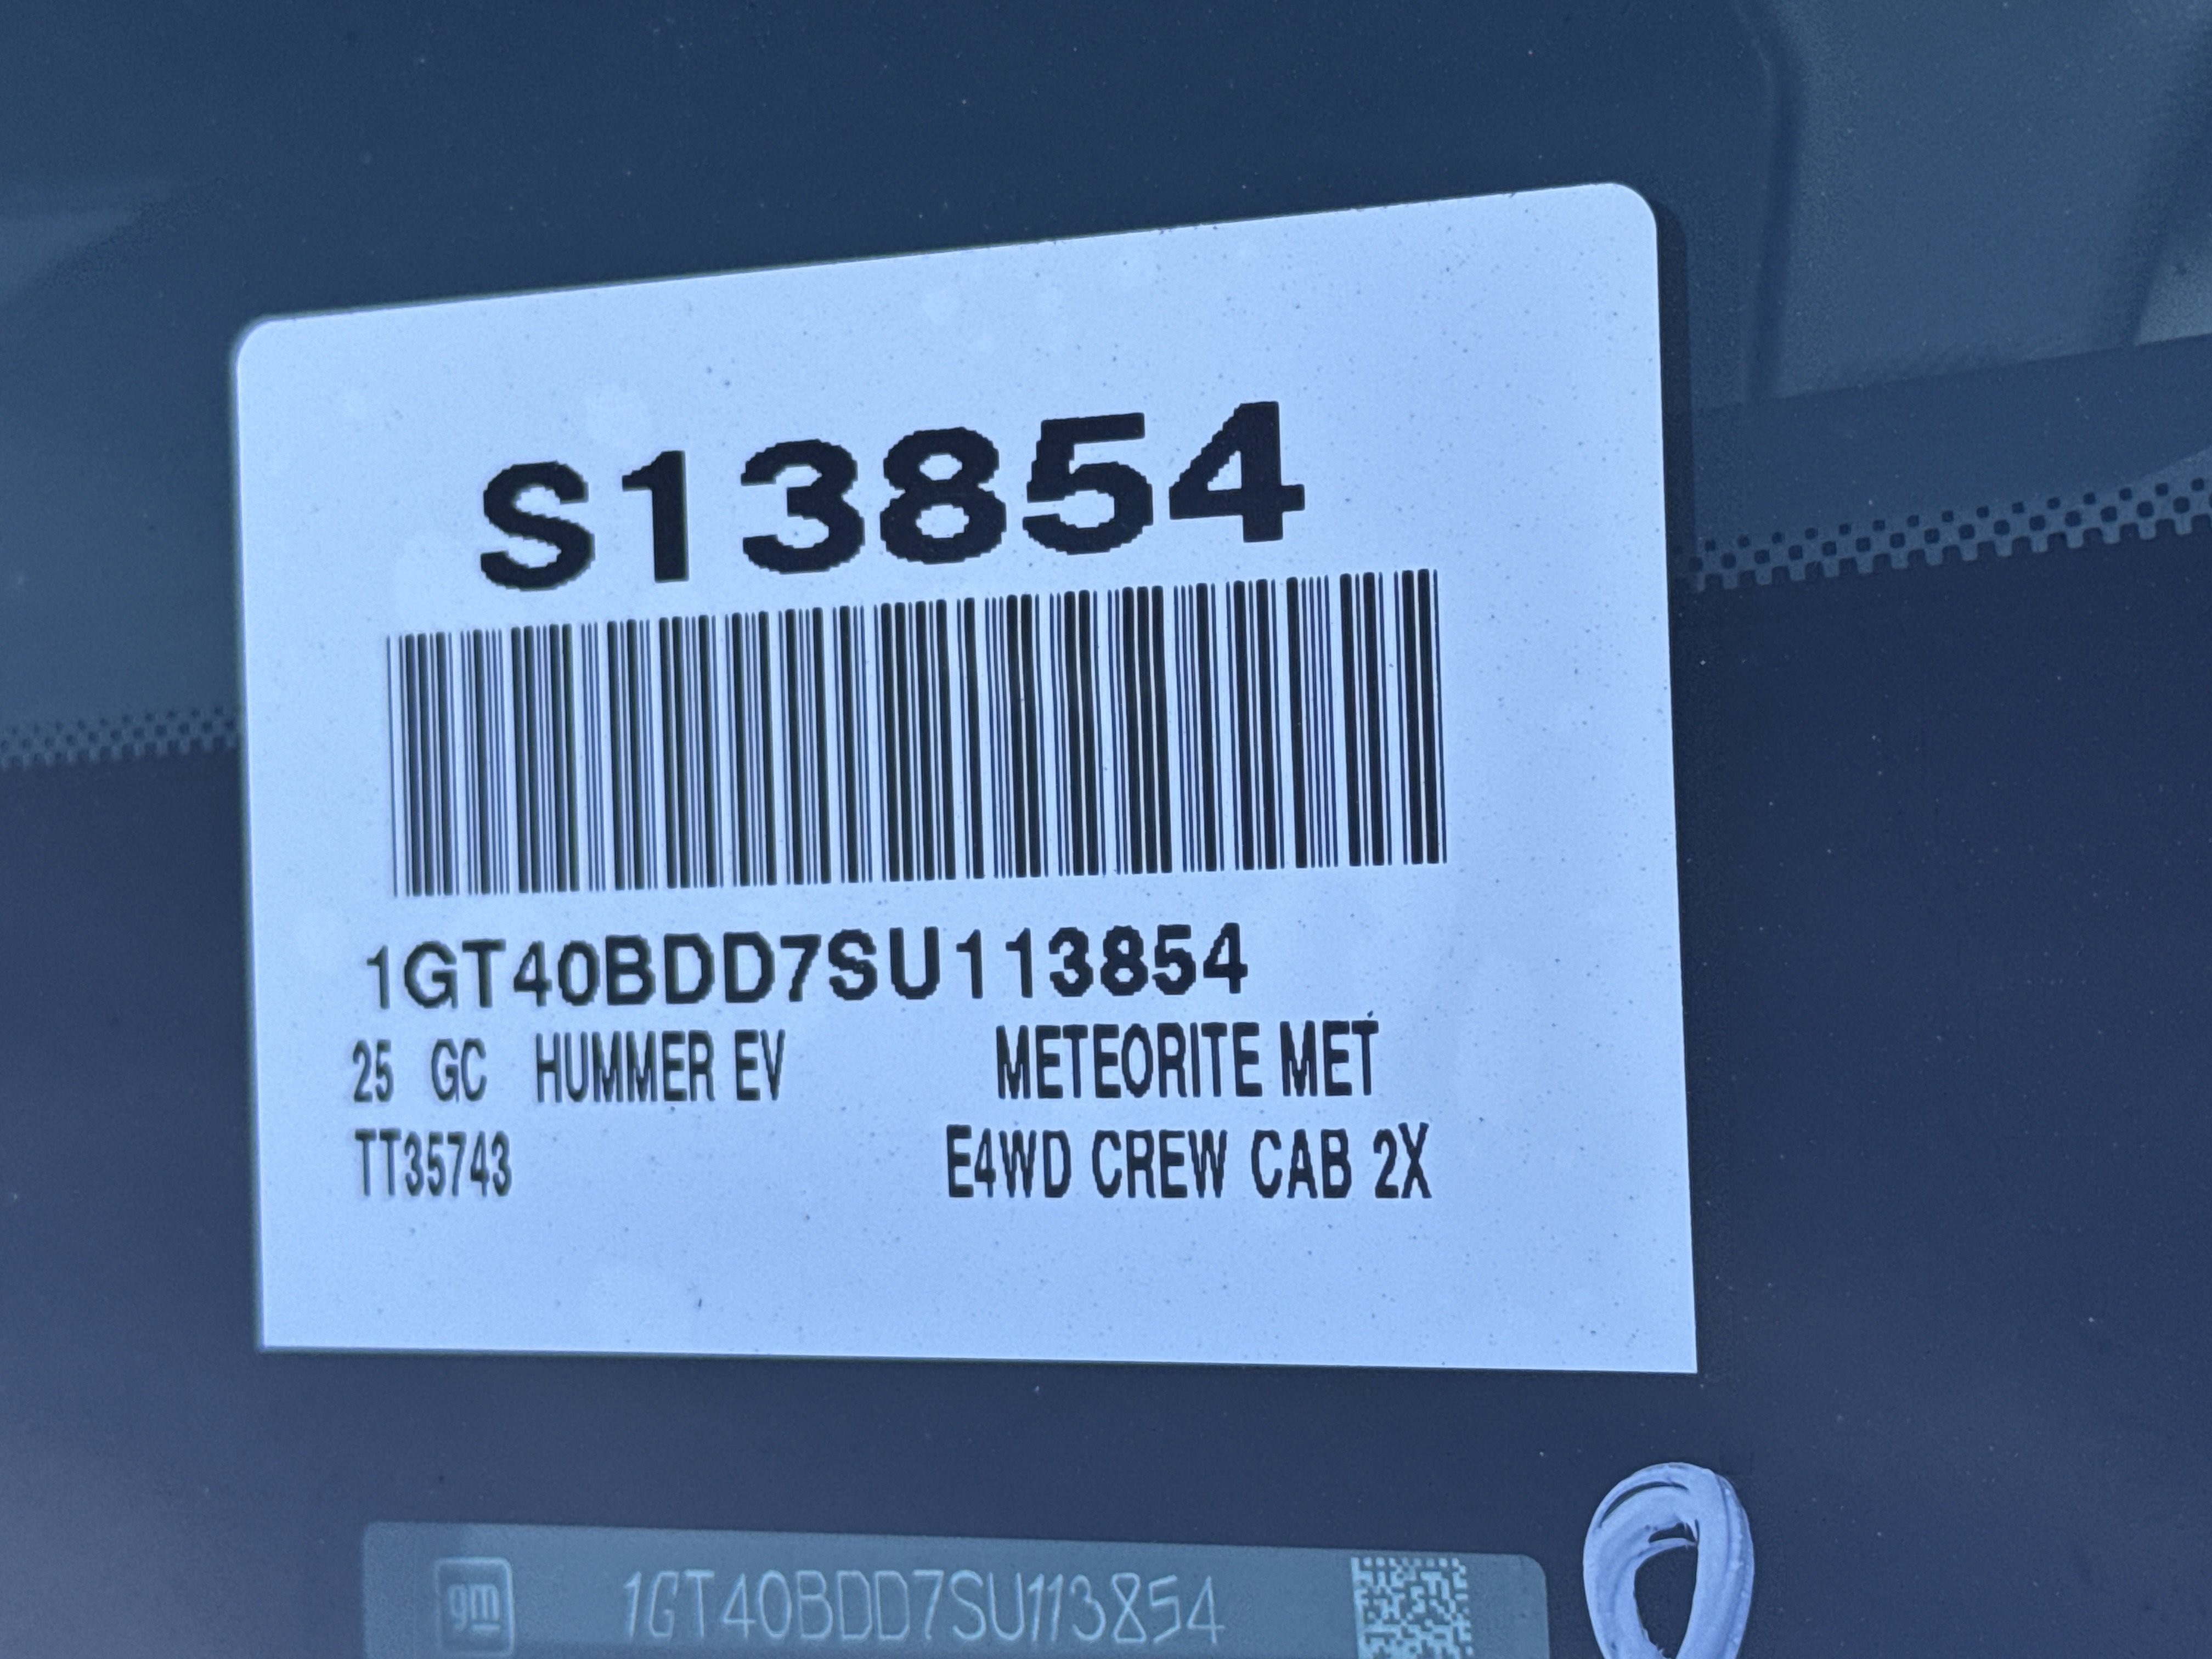 S13854
1GT40BDD7SU113854
25 GC HUMMER EV METEORITE MET
TT35743 E4WD CREW CAB 2X
gm 1GT40BDD7SU113854